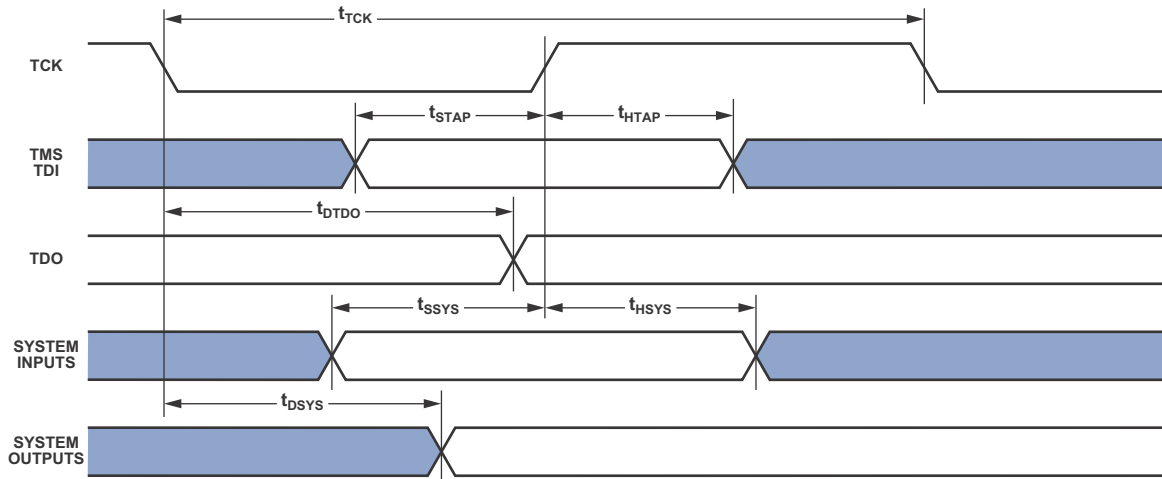 tTCK
TCK
tSTAP
tHTAP
TMS
TDI
tDTDO
TDO
tSSYS
tHSYS
SYSTEM
INPUTS
tDSYS
SYSTEM
OUTPUTS